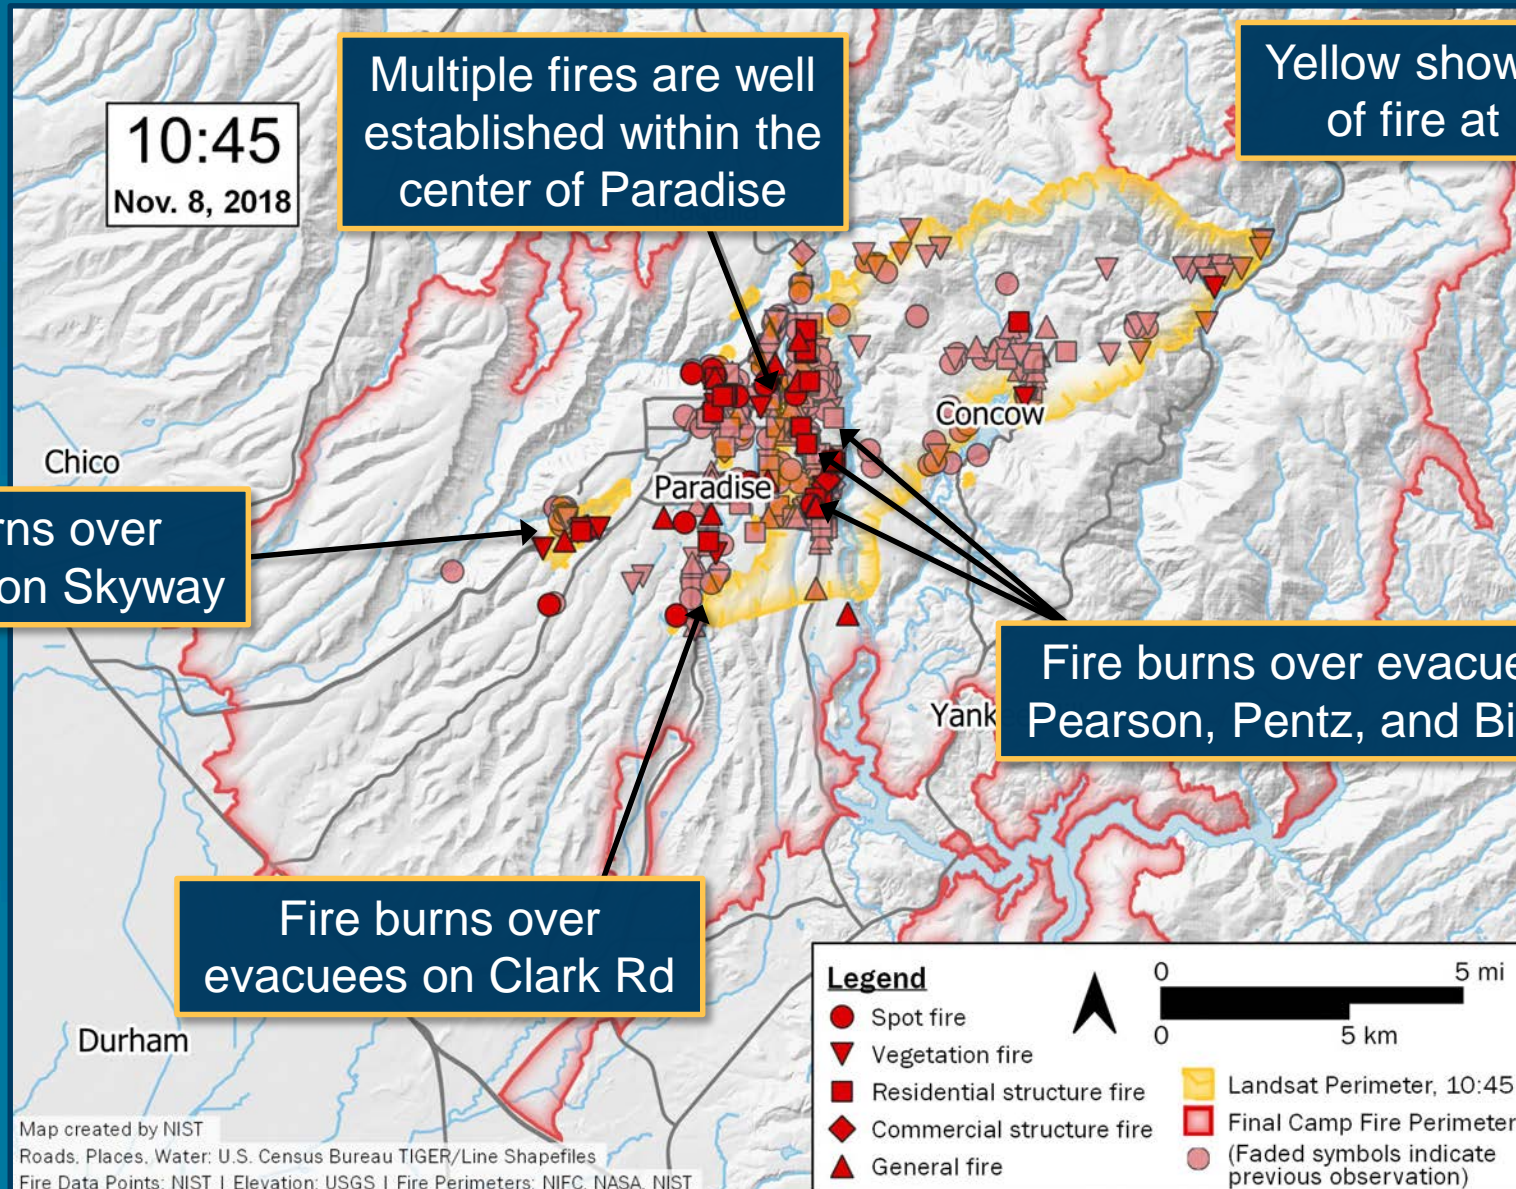 Multiple fires are well
established within the
center of Paradise
Yellow show
of fire at
10:45
Nov. 8, 2018
Concow
Chico
Paradise
rns over
on Skyway
Fire burns over evacue
Pearson, Pentz, and Bi
Yank
Fire burns over
evacuees on Clark Rd
Durham
Legend
Spot fire
Vegetation fire
Residential structure fire
Commercial structure fire
General fire
0 5 mi
0 5 km
Landsat Perimeter, 10:45
Final Camp Fire Perimeter
(Faded symbols indicate
previous observation)
Map created by NIST
Roads, Places, Water: U.S. Census Bureau TIGER/Line Shapefiles
Fire Data Points: NIST | Elevation: USGS | Fire Perimeters: NIFC, NASA, NIST